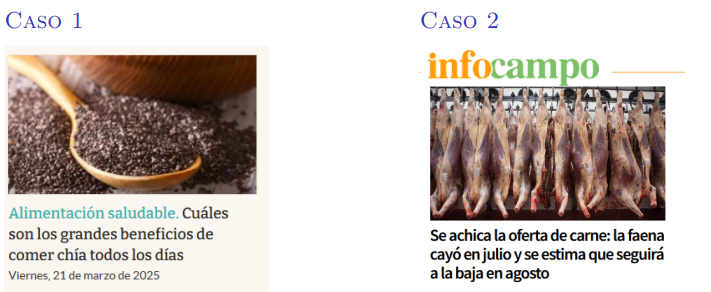 Caso 1
Alimentación saludable. Cuáles
son los grandes beneficios de
comer chía todos los días
Viernes, 21 de marzo de 2025
Caso 2
infocampo
Se achica la oferta de carne: la faena
cayó en julio y se estima que seguirá
a la baja en agosto